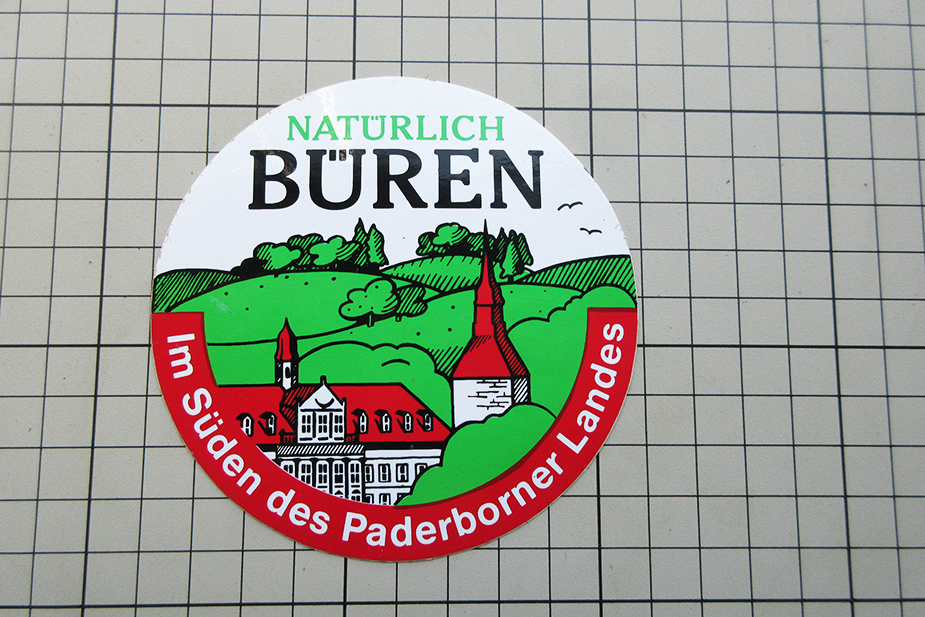 NATÜRLICH
BÜREN
Im Süden des Paderborner Landes